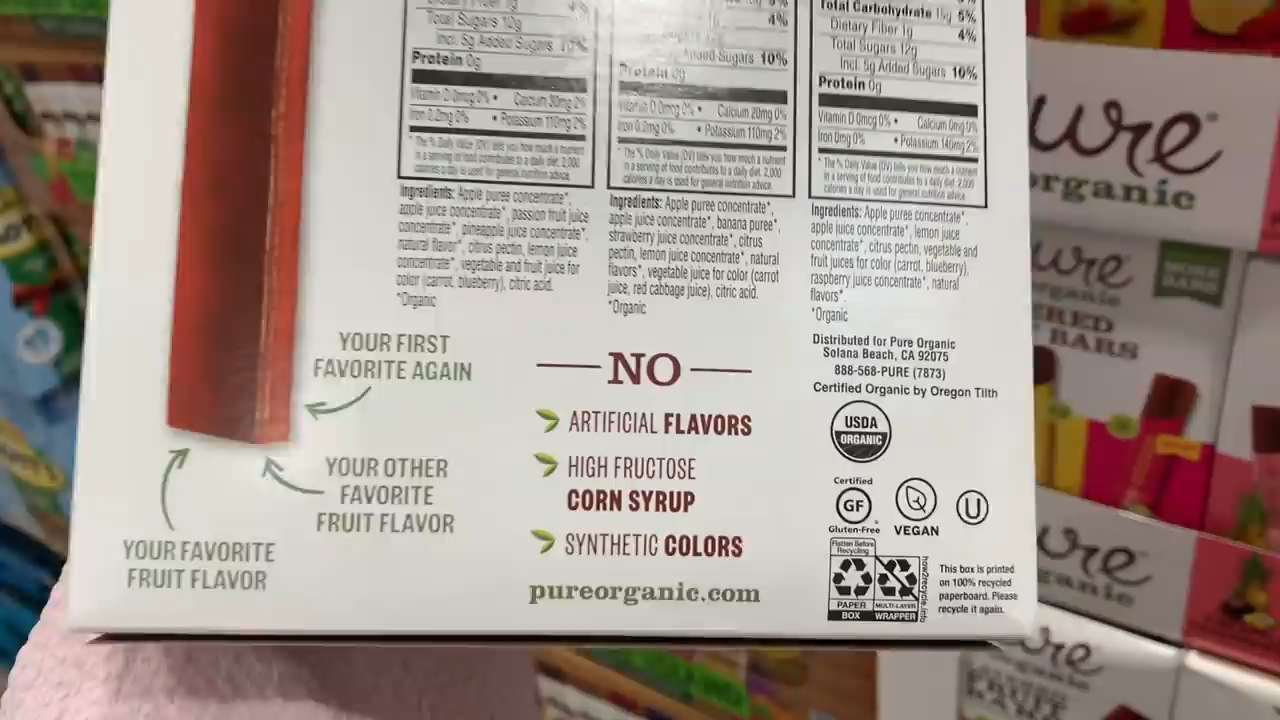 Total Sugars 12g
Incl. 5g Added Sugars 10%
Protein 0g
Vitamin D 0mcg 0% • Calcium 30mg 2%
Iron 0.2mg 0% • Potassium 110mg 2%
* The % Daily Value (DV) tells you how much a nutrient
in a serving of food contributes to a daily diet. 2,000
calories a day is used for general nutrition advice.
Ingredients: Apple puree concentrate*,
apple juice concentrate*, passion fruit juice
concentrate*, pineapple juice concentrate*,
natural flavor*, citrus pectin, lemon juice
concentrate*, vegetable and fruit juice for
color (carrot, blueberry), citric acid.
*Organic
4%
Added Sugars 10%
Protein 0g
Vitamin D 0mcg 0% • Calcium 20mg 0%
Iron 0.2mg 0% • Potassium 110mg 2%
* The % Daily Value (DV) tells you how much a nutrient
in a serving of food contributes to a daily diet. 2,000
calories a day is used for general nutrition advice.
Ingredients: Apple puree concentrate*,
apple juice concentrate*, banana puree*,
strawberry juice concentrate*, citrus
pectin, lemon juice concentrate*, natural
flavors*, vegetable juice for color (carrot
juice, red cabbage juice), citric acid.
*Organic
Total Carbohydrate 15g 5%
Dietary Fiber 1g 4%
Total Sugars 12g
Incl. 5g Added Sugars 10%
Protein 0g
Vitamin D 0mcg 0% • Calcium 0mg 0%
Iron 0mg 0% • Potassium 140mg 2%
* The % Daily Value (DV) tells you how much a nutrient
in a serving of food contributes to a daily diet. 2,000
calories a day is used for general nutrition advice.
Ingredients: Apple puree concentrate*,
apple juice concentrate*, lemon juice
concentrate*, citrus pectin, vegetable and
fruit juices for color (carrot, blueberry),
raspberry juice concentrate*, natural
flavors*.
*Organic
Distributed for Pure Organic
Solana Beach, CA 92075
888-568-PURE (7873)
Certified Organic by Oregon Tilth
USDA
ORGANIC
Certified
GF
Gluten-Free
VEGAN
U
Flatten Before
Recycling
PAPER
BOX
MULTI-LAYER
WRAPPER
how2recycle.info
This box is printed
on 100% recycled
paperboard. Please
recycle it again.
YOUR FIRST
FAVORITE AGAIN
YOUR OTHER
FAVORITE
FRUIT FLAVOR
YOUR FAVORITE
FRUIT FLAVOR
NO
ARTIFICIAL FLAVORS
HIGH FRUCTOSE
CORN SYRUP
SYNTHETIC COLORS
pureorganic.com
ure
organic
ure
organic
ERED
BARS
ure
anic
ure
organic